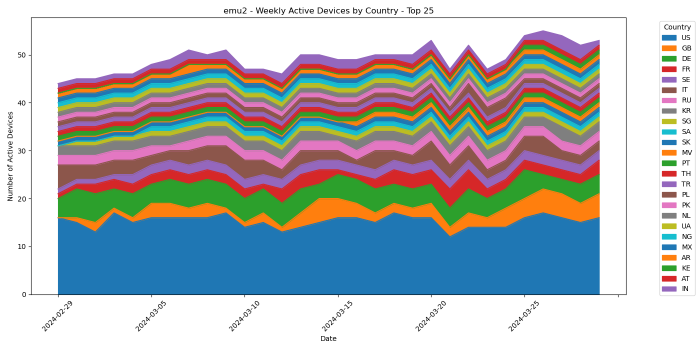 emu2 - Weekly Active Devices by Country - Top 25
Number of Active Devices
50
40
30
20
10
0
2024-02-29
2024-03-05
2024-03-10
2024-03-15
2024-03-20
2024-03-25
Date
Country
US
GB
DE
FR
SE
IT
RU
KR
SG
SA
SK
MV
PT
TH
TR
PL
PK
NL
UA
NG
MX
AR
KE
AT
IN